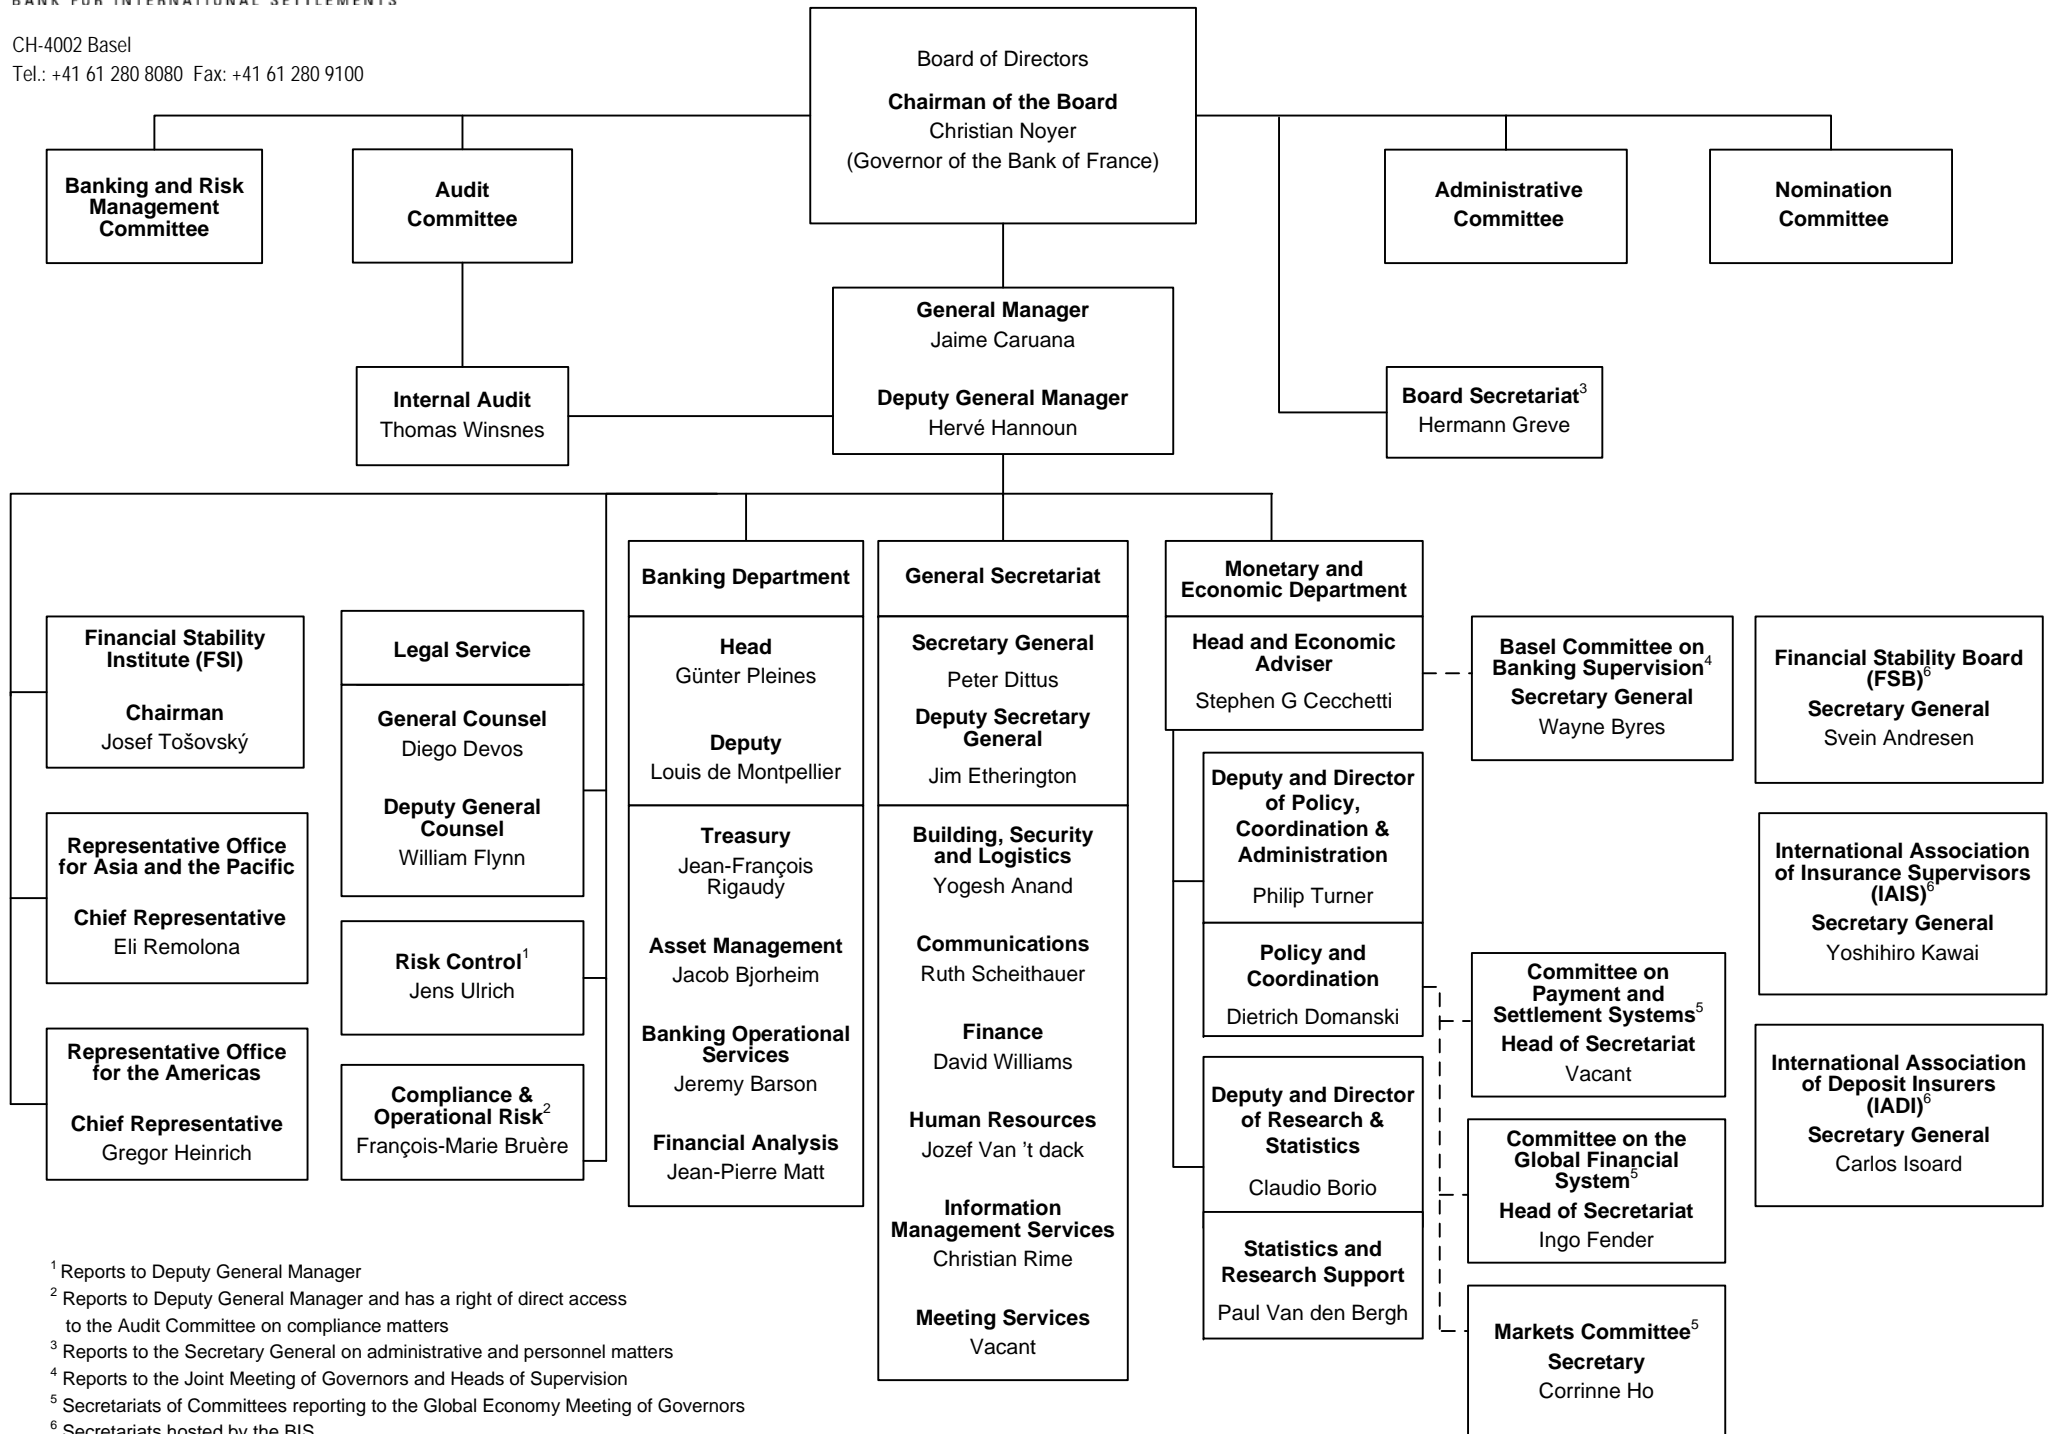 BANK FOR INTERNATIONAL SETTLEMENTS
CH-4002 Basel
Tel.: +41 61 280 8080 Fax: +41 61 280 9100
Board of Directors
Chairman of the Board
Christian Noyer
(Governor of the Bank of France)
Banking and Risk
Management
Committee
Audit
Committee
Administrative
Committee
Nomination
Committee
General Manager
Jaime Caruana
Deputy General Manager
Hervé Hannoun
Internal Audit
Thomas Winsnes
Board Secretariat3
Hermann Greve
Financial Stability
Institute (FSI)
Chairman
Josef Tošovský
Representative Office
for Asia and the Pacific
Chief Representative
Eli Remolona
Representative Office
for the Americas
Chief Representative
Gregor Heinrich
Legal Service
General Counsel
Diego Devos
Deputy General
Counsel
William Flynn
Risk Control1
Jens Ulrich
Compliance &
Operational Risk2
François-Marie Bruère
Banking Department
Head
Günter Pleines
Deputy
Louis de Montpellier
Treasury
Jean-François
Rigaudy
Asset Management
Jacob Bjorheim
Banking Operational
Services
Jeremy Barson
Financial Analysis
Jean-Pierre Matt
General Secretariat
Secretary General
Peter Dittus
Deputy Secretary
General
Jim Etherington
Building, Security
and Logistics
Yogesh Anand
Communications
Ruth Scheithauer
Finance
David Williams
Human Resources
Jozef Van ’t dack
Information
Management Services
Christian Rime
Meeting Services
Vacant
Monetary and
Economic Department
Head and Economic
Adviser
Stephen G Cecchetti
Deputy and Director
of Policy,
Coordination &
Administration
Philip Turner
Policy and
Coordination
Dietrich Domanski
Deputy and Director
of Research &
Statistics
Claudio Borio
Statistics and
Research Support
Paul Van den Bergh
Basel Committee on
Banking Supervision4
Secretary General
Wayne Byres
Committee on
Payment and
Settlement Systems5
Head of Secretariat
Vacant
Committee on the
Global Financial
System5
Head of Secretariat
Ingo Fender
Markets Committee5
Secretary
Corrinne Ho
Financial Stability Board
(FSB)6
Secretary General
Svein Andresen
International Association
of Insurance Supervisors
(IAIS)6
Secretary General
Yoshihiro Kawai
International Association
of Deposit Insurers
(IADI)6
Secretary General
Carlos Isoard
1 Reports to Deputy General Manager
2 Reports to Deputy General Manager and has a right of direct access
to the Audit Committee on compliance matters
3 Reports to the Secretary General on administrative and personnel matters
4 Reports to the Joint Meeting of Governors and Heads of Supervision
5 Secretariats of Committees reporting to the Global Economy Meeting of Governors
6 Secretariats hosted by the BIS